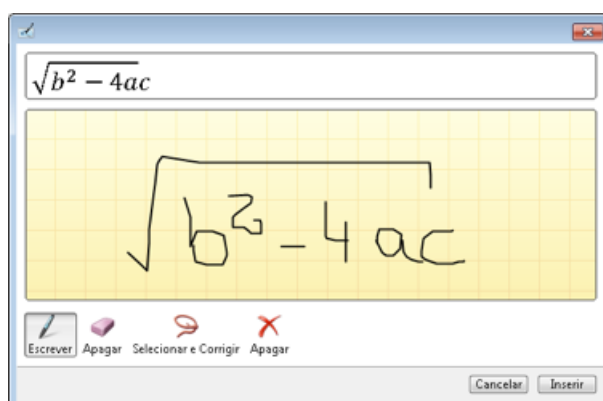 √b² − 4ac
√b² − 4ac
Escrever Apagar Selecionar e Corrigir Apagar
Cancelar Inserir